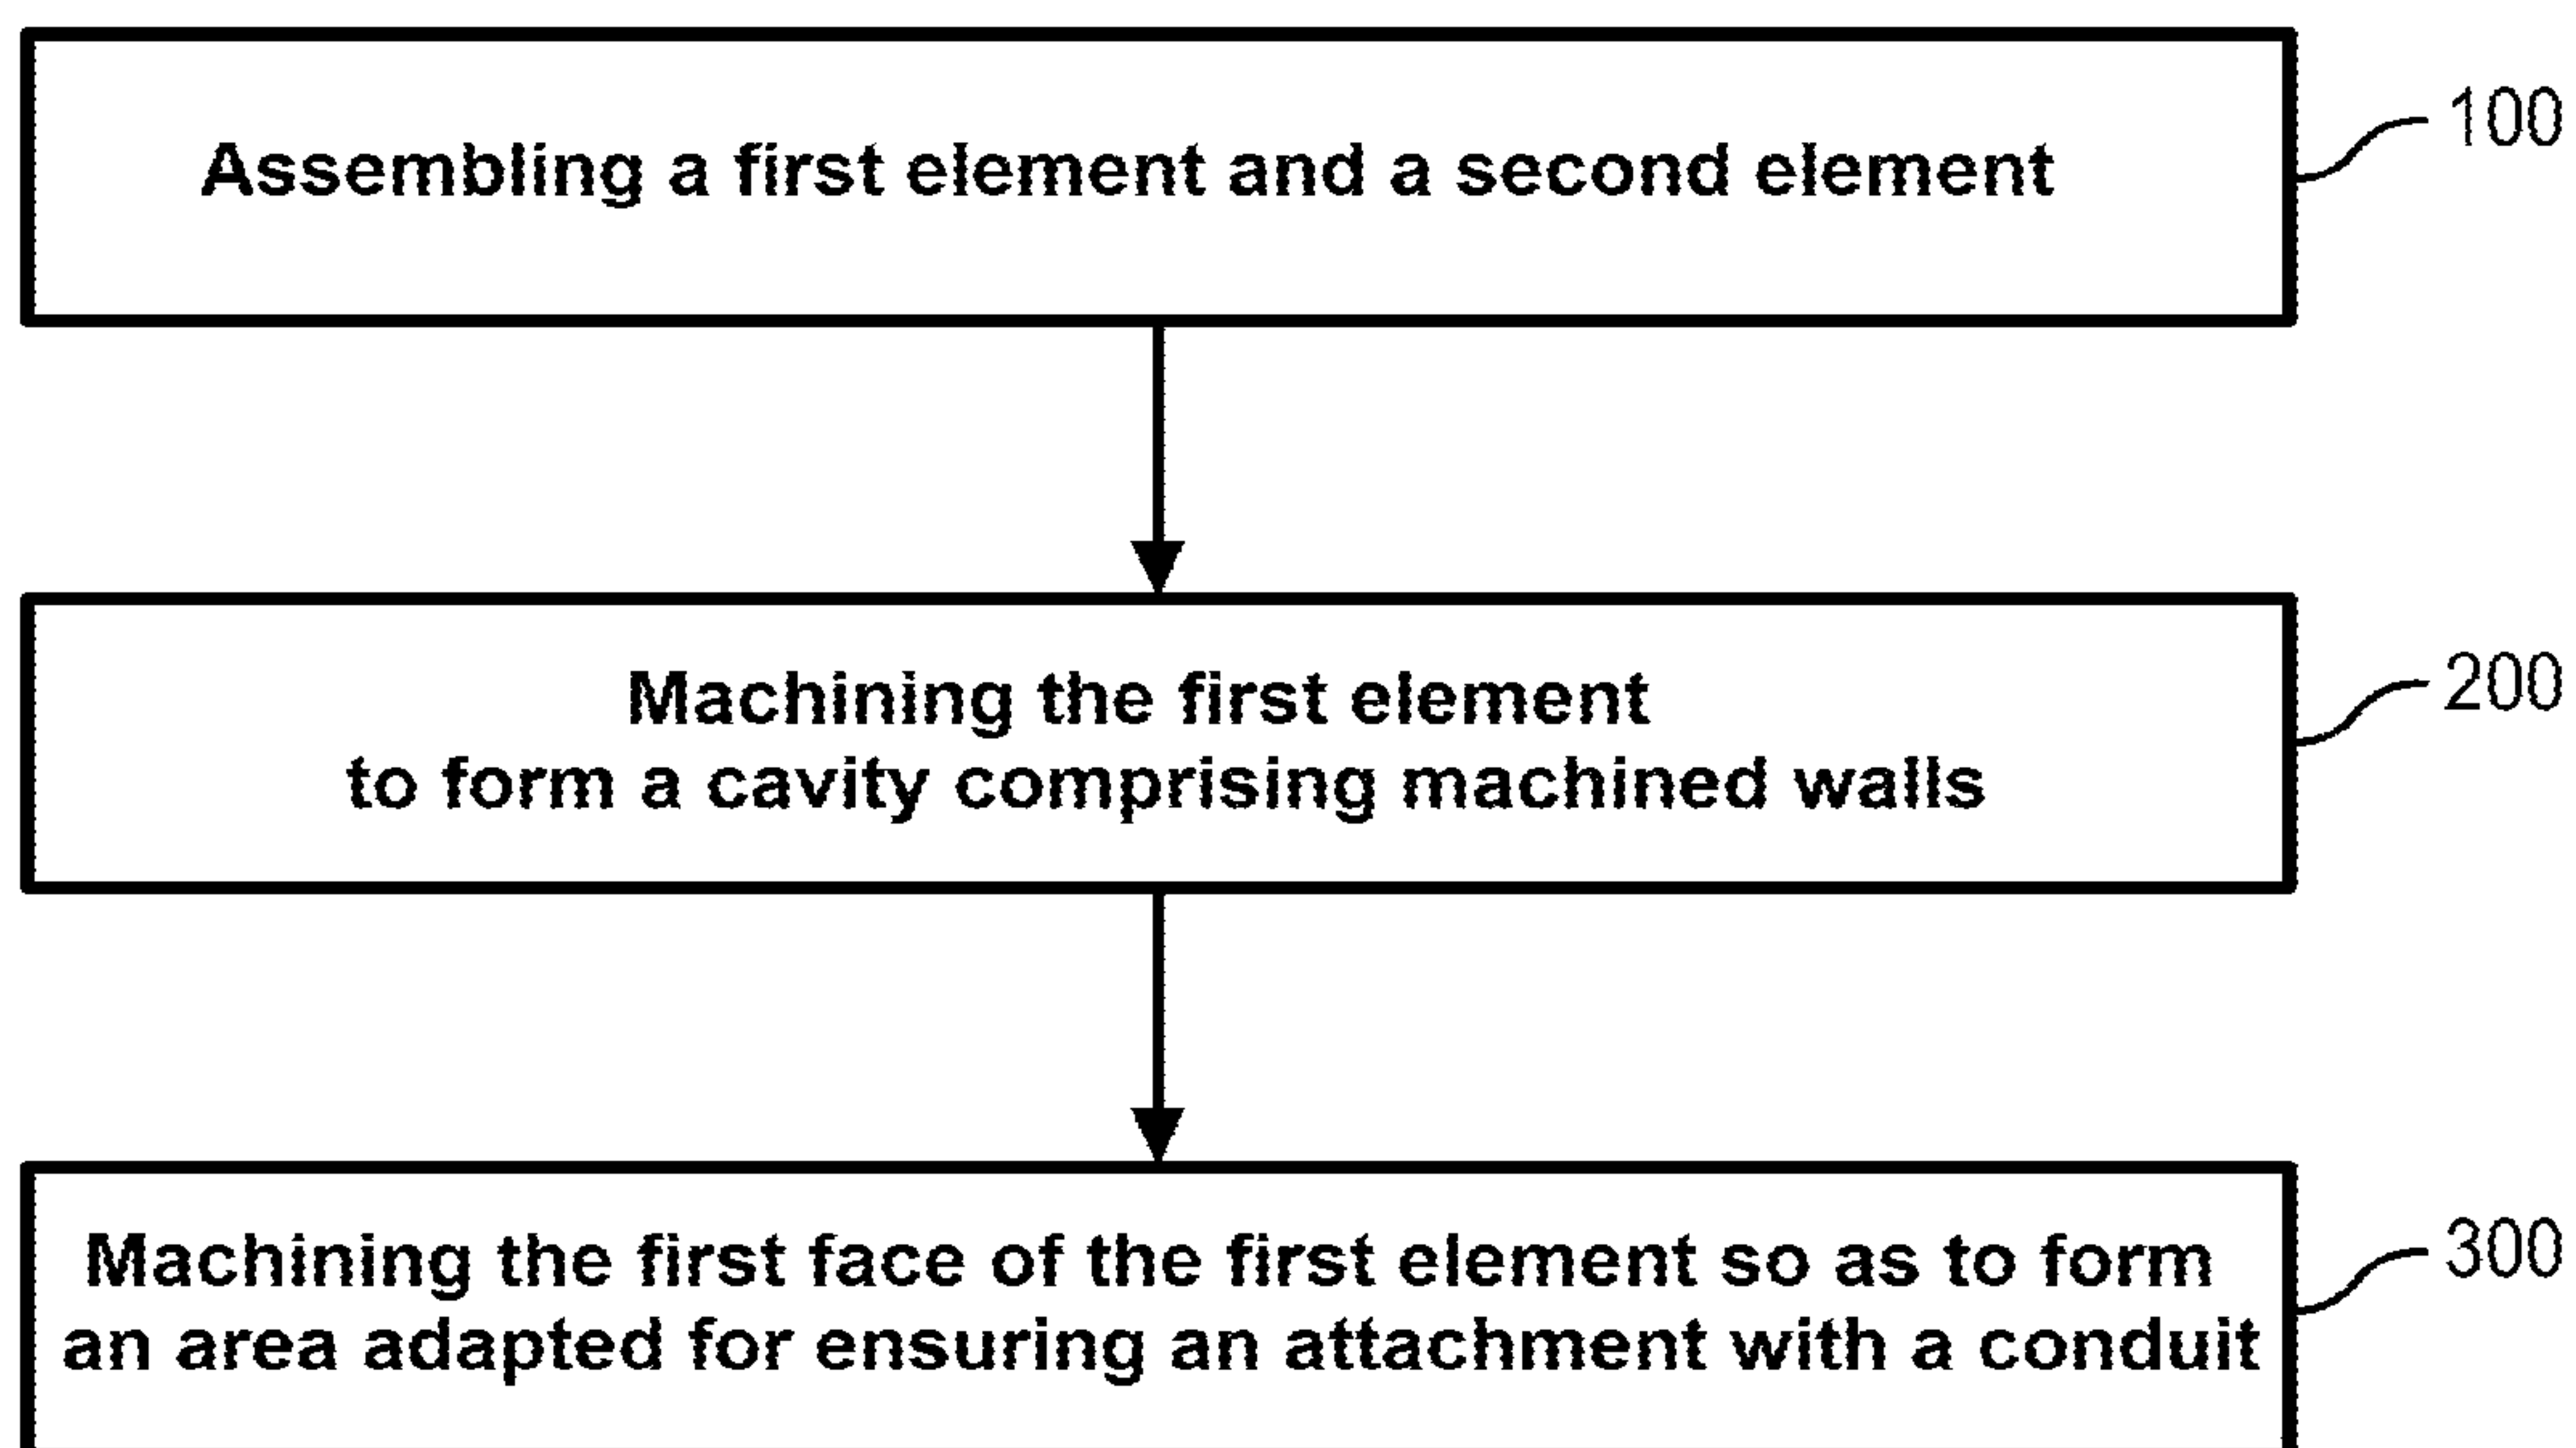 Assembling a first element and a second element
100
Machining the first element
to form a cavity comprising machined walls
200
Machining the first face of the first element so as to form
an area adapted for ensuring an attachment with a conduit
300